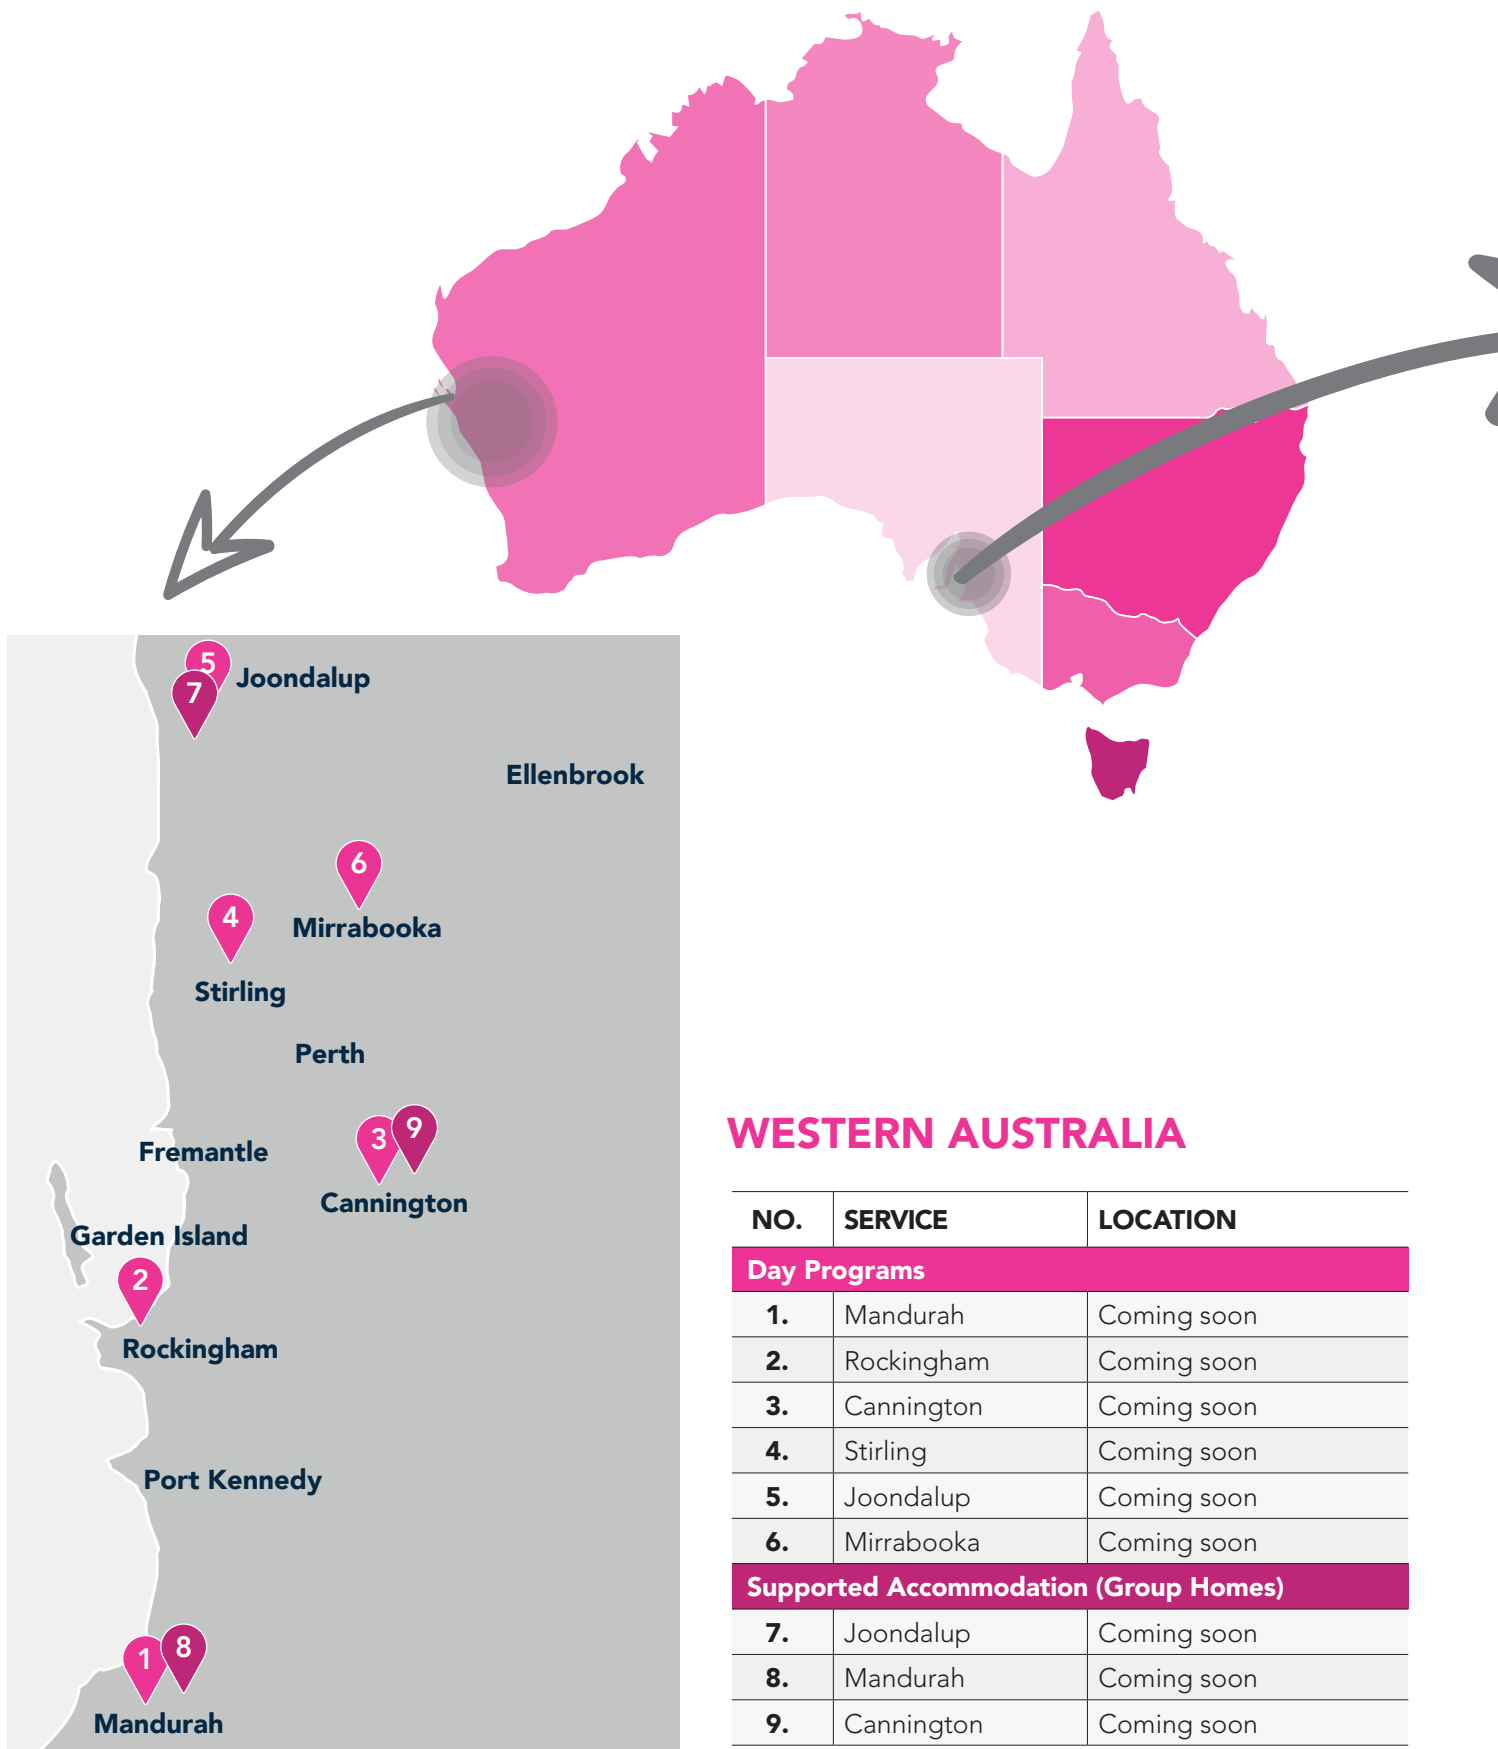 5
Joondalup
7
Ellenbrook
6
4
Mirrabooka
Stirling
Perth
3 9
Fremantle
Cannington
Garden Island
2
Rockingham
Port Kennedy
1 8
Mandurah
WESTERN AUSTRALIA
NO. SERVICE LOCATION
Day Programs
1. Mandurah Coming soon
2. Rockingham Coming soon
3. Cannington Coming soon
4. Stirling Coming soon
5. Joondalup Coming soon
6. Mirrabooka Coming soon
Supported Accommodation (Group Homes)
7. Joondalup Coming soon
8. Mandurah Coming soon
9. Cannington Coming soon